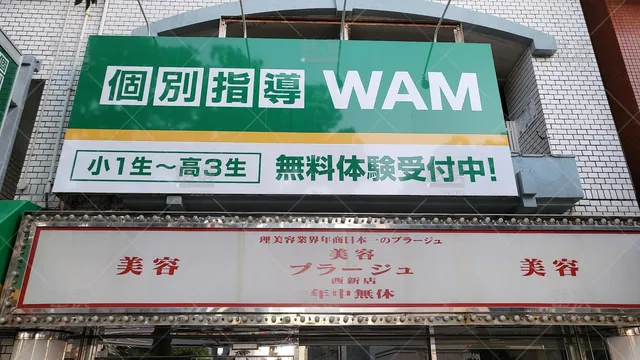 個別指導 WAM
小1生～高3生 無料体験受付中!
理美容業界年商日本一のプラージュ
美容
美容 プラージュ 美容
西新店
年中無休